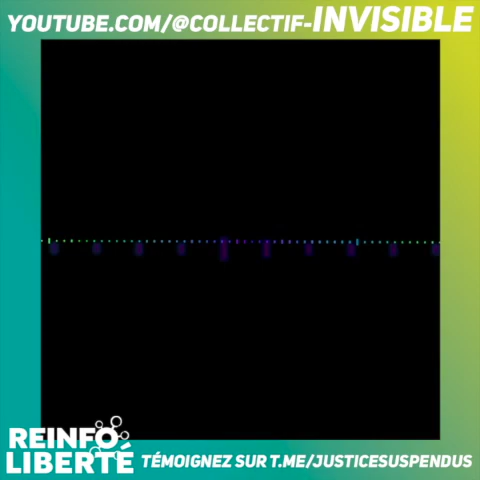 YOUTUBE.COM/@COLLECTIF-INVISIBLE
REINFO
LIBERTÉ
TÉMOIGNEZ SUR T.ME/JUSTICESUSPENDUS